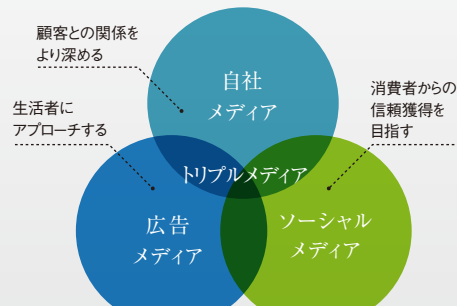 顧客との関係を
より深める
自社
メディア
消費者からの
信頼獲得を
目指す
生活者に
アプローチする
トリプルメディア
広告
メディア
ソーシャル
メディア